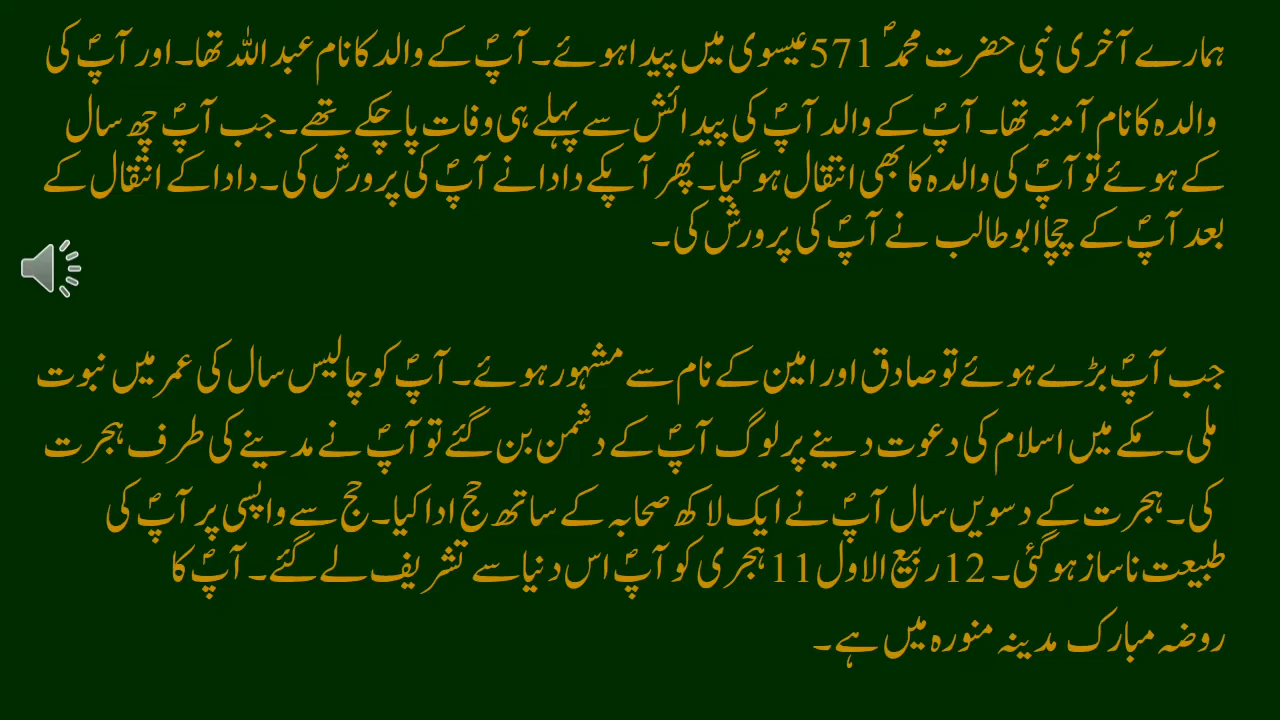 ہمارے آخری نبی حضرت محمدؐ 571 عیسوی میں پیدا ہوئے۔ آپؐ کے والد کا نام عبداللہ تھا۔ اور آپؐ کی
والدہ کا نام آمنہ تھا۔ آپؐ کے والد آپؐ کی پیدائش سے پہلے ہی وفات پا چکے تھے۔ جب آپؐ چھ سال
کے ہوئے تو آپؐ کی والدہ کا بھی انتقال ہو گیا۔ پھر آپکے دادا نے آپؐ کی پرورش کی۔ دادا کے انتقال کے
بعد آپؐ کے چچا ابو طالب نے آپؐ کی پرورش کی۔
جب آپؐ بڑے ہوئے تو صادق اور امین کے نام سے مشہور ہوئے۔ آپؐ کو چالیس سال کی عمر میں نبوت
ملی۔ مکے میں اسلام کی دعوت دینے پر لوگ آپؐ کے دشمن بن گئے تو آپؐ نے مدینے کی طرف ہجرت
کی۔ ہجرت کے دسویں سال آپؐ نے ایک لاکھ صحابہ کے ساتھ حج ادا کیا۔ حج سے واپسی پر آپؐ کی
طبیعت ناساز ہو گئی۔ 12 ربیع الاول 11 ہجری کو آپؐ اس دنیا سے تشریف لے گئے۔ آپؐ کا
روضہ مبارک مدینہ منورہ میں ہے۔